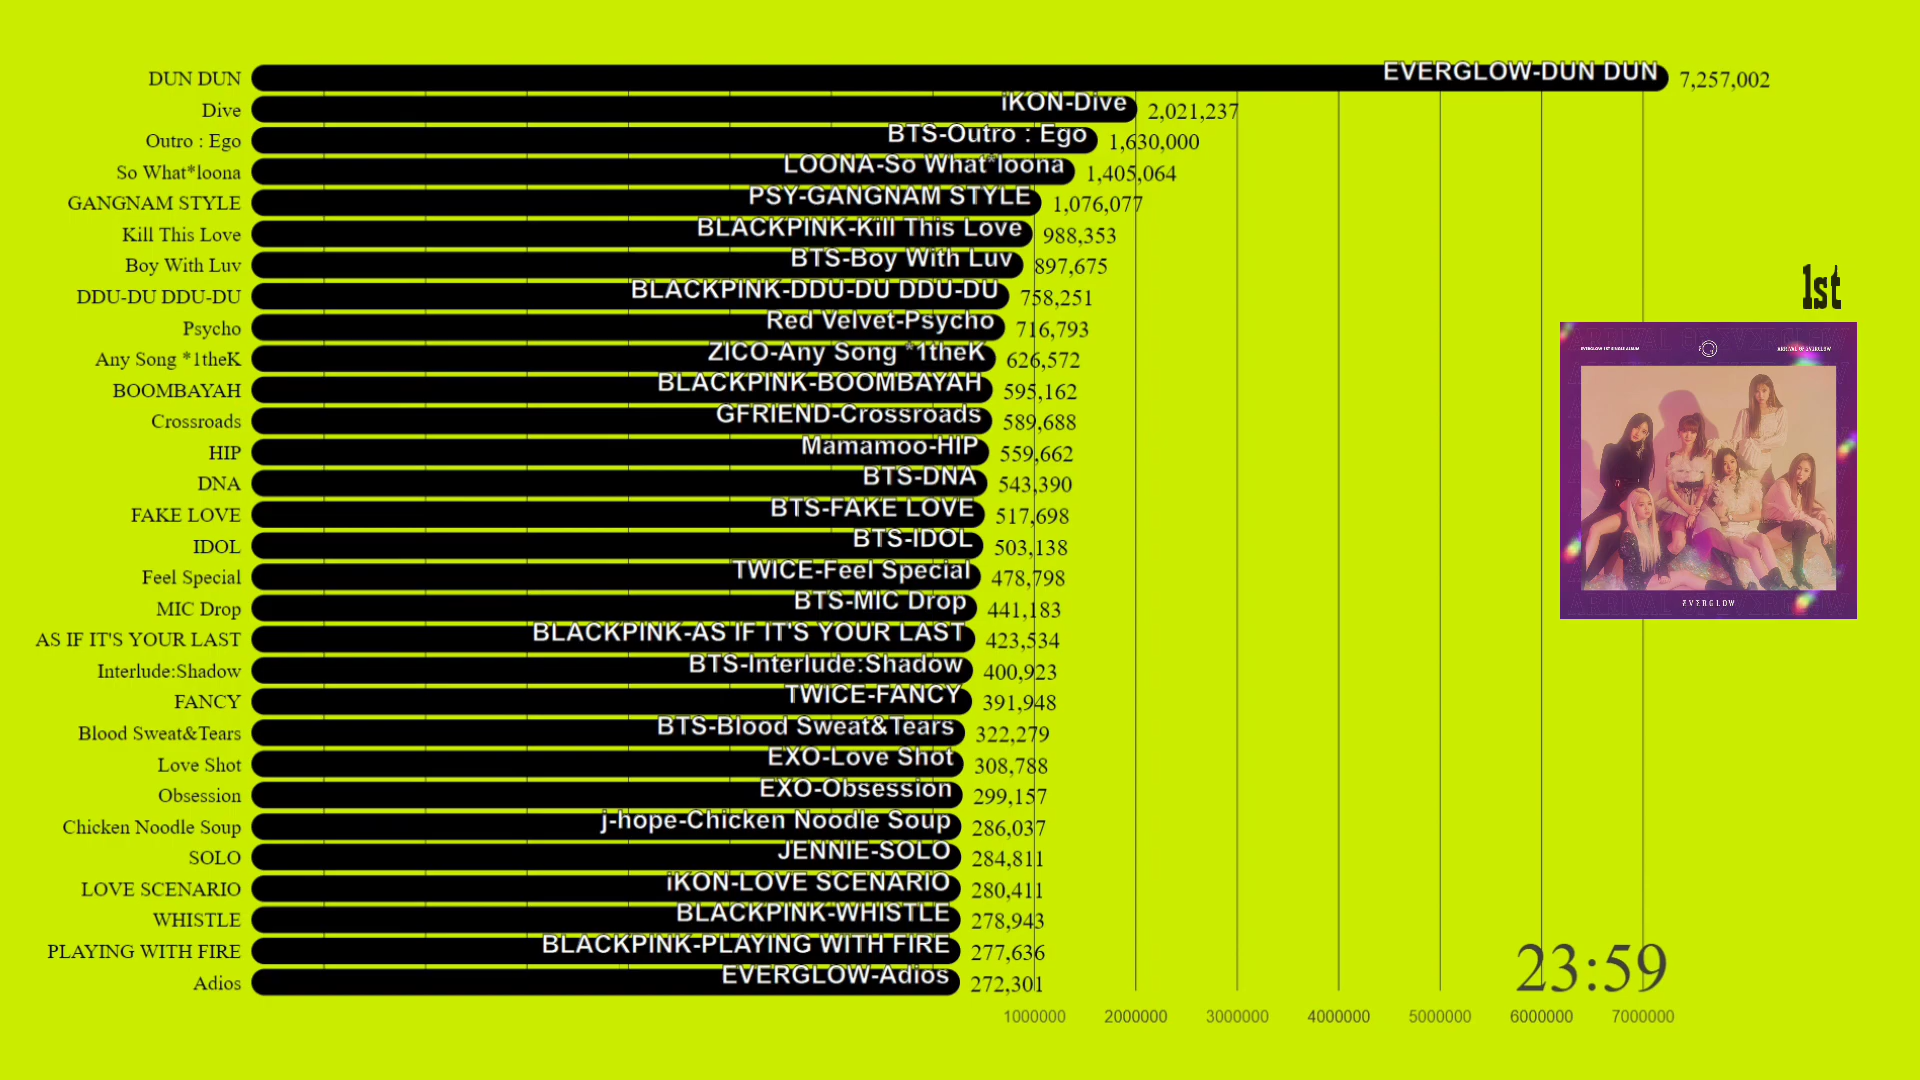 DUN DUN EVERGLOW-DUN DUN 7,257,002
Dive iKON-Dive 2,021,237
Outro : Ego BTS-Outro : Ego 1,630,000
So What*loona LOONA-So What*loona 1,405,064
GANGNAM STYLE PSY-GANGNAM STYLE 1,076,077
Kill This Love BLACKPINK-Kill This Love 988,353
Boy With Luv BTS-Boy With Luv 897,675
DDU-DU DDU-DU BLACKPINK-DDU-DU DDU-DU 758,251
1st
Psycho Red Velvet-Psycho 716,793
EVERGLOW 1ST SINGLE ALBUM
ARRIVAL OF EVERGLOW
Any Song *1theK ZICO-Any Song *1theK 626,572
BOOMBAYAH BLACKPINK-BOOMBAYAH 595,162
Crossroads GFRIEND-Crossroads 589,688
HIP Mamamoo-HIP 559,662
DNA BTS-DNA 543,390
FAKE LOVE BTS-FAKE LOVE 517,698
IDOL BTS-IDOL 503,138
Feel Special TWICE-Feel Special 478,798
MIC Drop BTS-MIC Drop 441,183
EVERGLOW
AS IF IT'S YOUR LAST BLACKPINK-AS IF IT'S YOUR LAST 423,534
Interlude:Shadow BTS-Interlude:Shadow 400,923
FANCY TWICE-FANCY 391,948
Blood Sweat&Tears BTS-Blood Sweat&Tears 322,279
Love Shot EXO-Love Shot 308,788
Obsession EXO-Obsession 299,157
Chicken Noodle Soup j-hope-Chicken Noodle Soup 286,037
SOLO JENNIE-SOLO 284,811
LOVE SCENARIO iKON-LOVE SCENARIO 280,411
WHISTLE BLACKPINK-WHISTLE 278,943
PLAYING WITH FIRE BLACKPINK-PLAYING WITH FIRE 277,636
Adios EVERGLOW-Adios 272,301
23:59
1000000 2000000 3000000 4000000 5000000 6000000 7000000